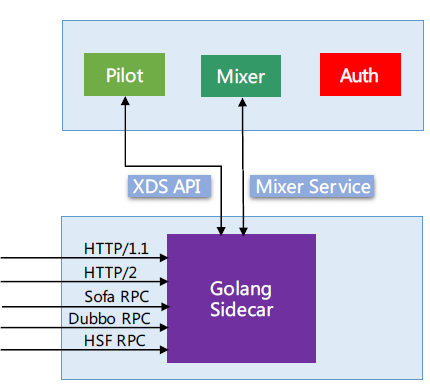 Pilot
Mixer
Auth
XDS API
Mixer Service
HTTP/1.1
HTTP/2
Sofa RPC
Dubbo RPC
HSF RPC
Golang
Sidecar